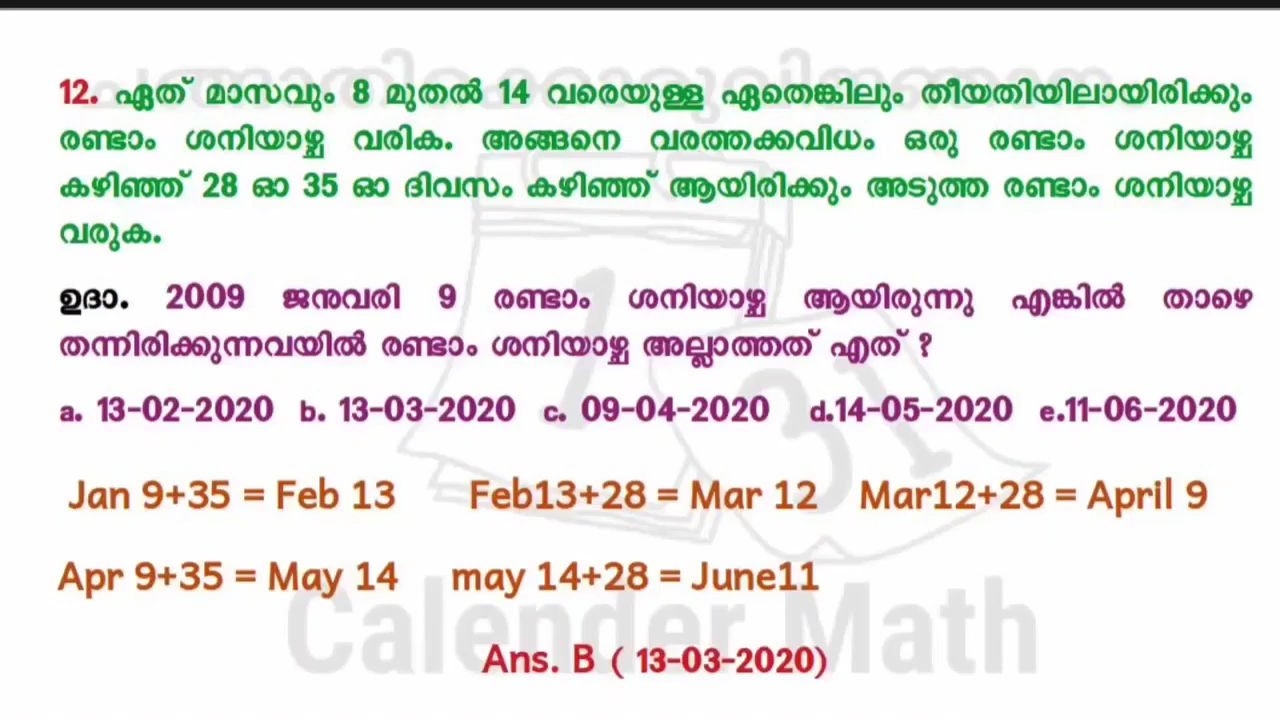 12. ഏത് മാസവും 8 മുതൽ 14 വരെയുള്ള ഏതെങ്കിലും തീയതിയിലായിരിക്കും
രണ്ടാം ശനിയാഴ്ച വരിക. അങ്ങനെ വരത്തക്കവിധം ഒരു രണ്ടാം ശനിയാഴ്ച
കഴിഞ്ഞ് 28 ഓ 35 ഓ ദിവസം കഴിഞ്ഞ് ആയിരിക്കും അടുത്ത രണ്ടാം ശനിയാഴ്ച
വരുക.
ഉദാ. 2009 ജനുവരി 9 രണ്ടാം ശനിയാഴ്ച ആയിരുന്നു എങ്കിൽ താഴെ
തന്നിരിക്കുന്നവയിൽ രണ്ടാം ശനിയാഴ്ച അല്ലാത്തത് എത് ?
a. 13-02-2020 b. 13-03-2020 c. 09-04-2020 d.14-05-2020 e.11-06-2020
Jan 9+35 = Feb 13 Feb13+28 = Mar 12 Mar12+28 = April 9
Apr 9+35 = May 14 may 14+28 = June11
Calender Math
Ans. B ( 13-03-2020)